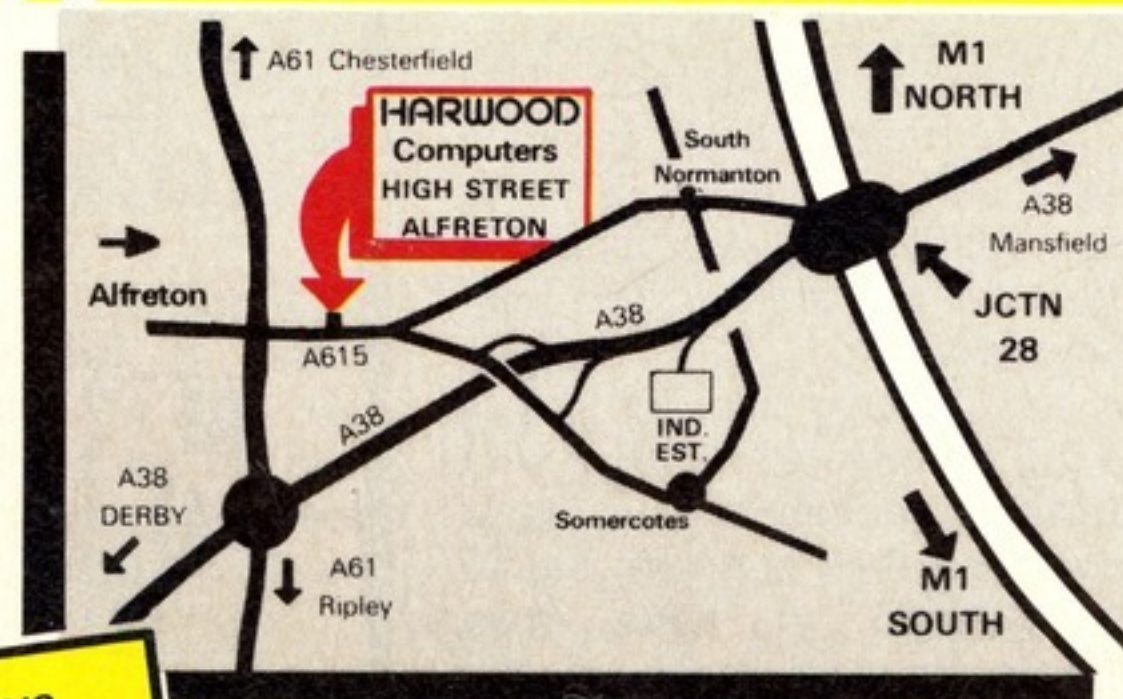 A61 Chesterfield
HARWOOD
Computers
HIGH STREET
ALFRETON
M1
NORTH
South
Normanton
A38
Mansfield
Alfreton
A615
A38
JCTN
28
A38
IND.
EST.
A38
DERBY
Somercotes
A61
Ripley
M1
SOUTH